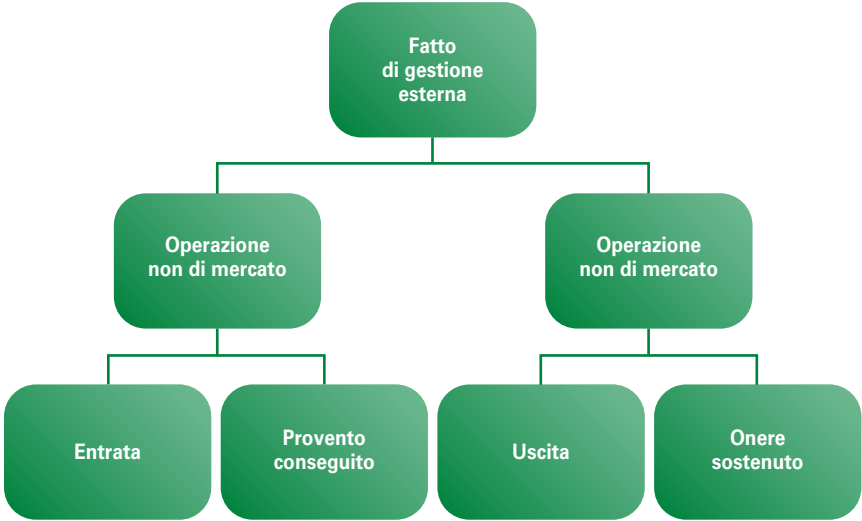 Fatto
di gestione
esterna
Operazione
non di mercato
Operazione
non di mercato
Entrata
Provento
conseguito
Uscita
Onere
sostenuto